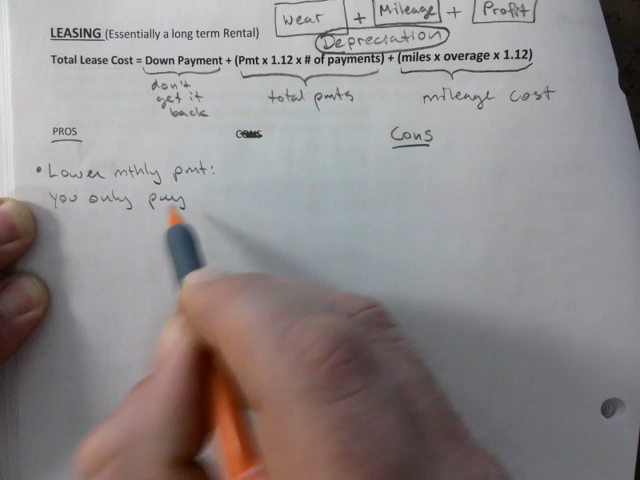 Wear + Mileage + Profit
LEASING (Essentially a long term Rental)
Depreciation
Total Lease Cost = Down Payment + (Pmt x 1.12 x # of payments) + (miles x overage x 1.12)
don't
get it
back
total pmts
mileage cost
PROS
CONS
Cons
• Lower mthly pmt:
you only pay